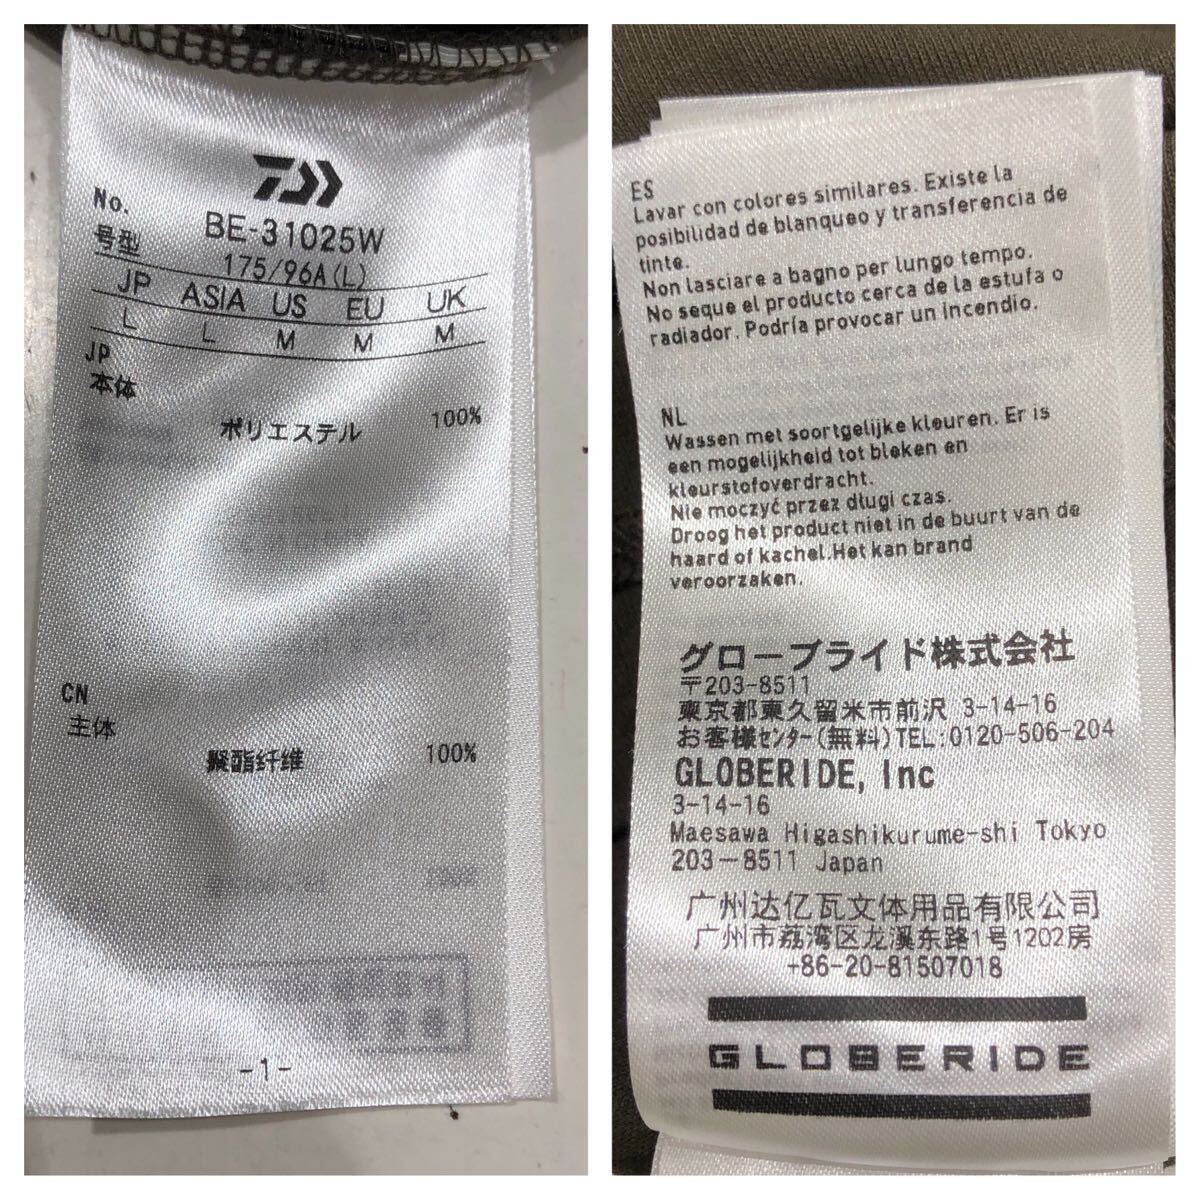 No. BE-31025W
号型 175/96A(L)
JP ASIA US EU UK
L L M M M
JP
本体
ポリエステル 100%
CN
主体
聚酯纤维 100%
-1-
ES
Lavar con colores similares. Existe la
posibilidad de blanqueo y transferencia de
tinte.
Non lasciare a bagno per lungo tempo.
No seque el producto cerca de la estufa o
radiador. Podría provocar un incendio.
NL
Wassen met soortgelijke kleuren. Er is
een mogelijkheid tot bleken en
kleurstofoverdracht.
Nie moczyć przez długi czas.
Droog het product niet in de buurt van de
haard of kachel.Het kan brand
veroorzaken.
グローブライド株式会社
〒203-8511
東京都東久留米市前沢 3-14-16
お客様センター(無料)TEL:0120-506-204
GLOBERIDE, Inc
3-14-16
Maesawa Higashikurume-shi Tokyo
203-8511 Japan
广州达亿瓦文体用品有限公司
广州市荔湾区龙溪东路1号1202房
+86-20-81507018
GLOBERIDE